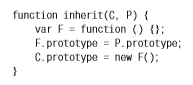 function inherit(C, P) {
    var F = function () {};
    F.prototype = P.prototype;
    C.prototype = new F();
}